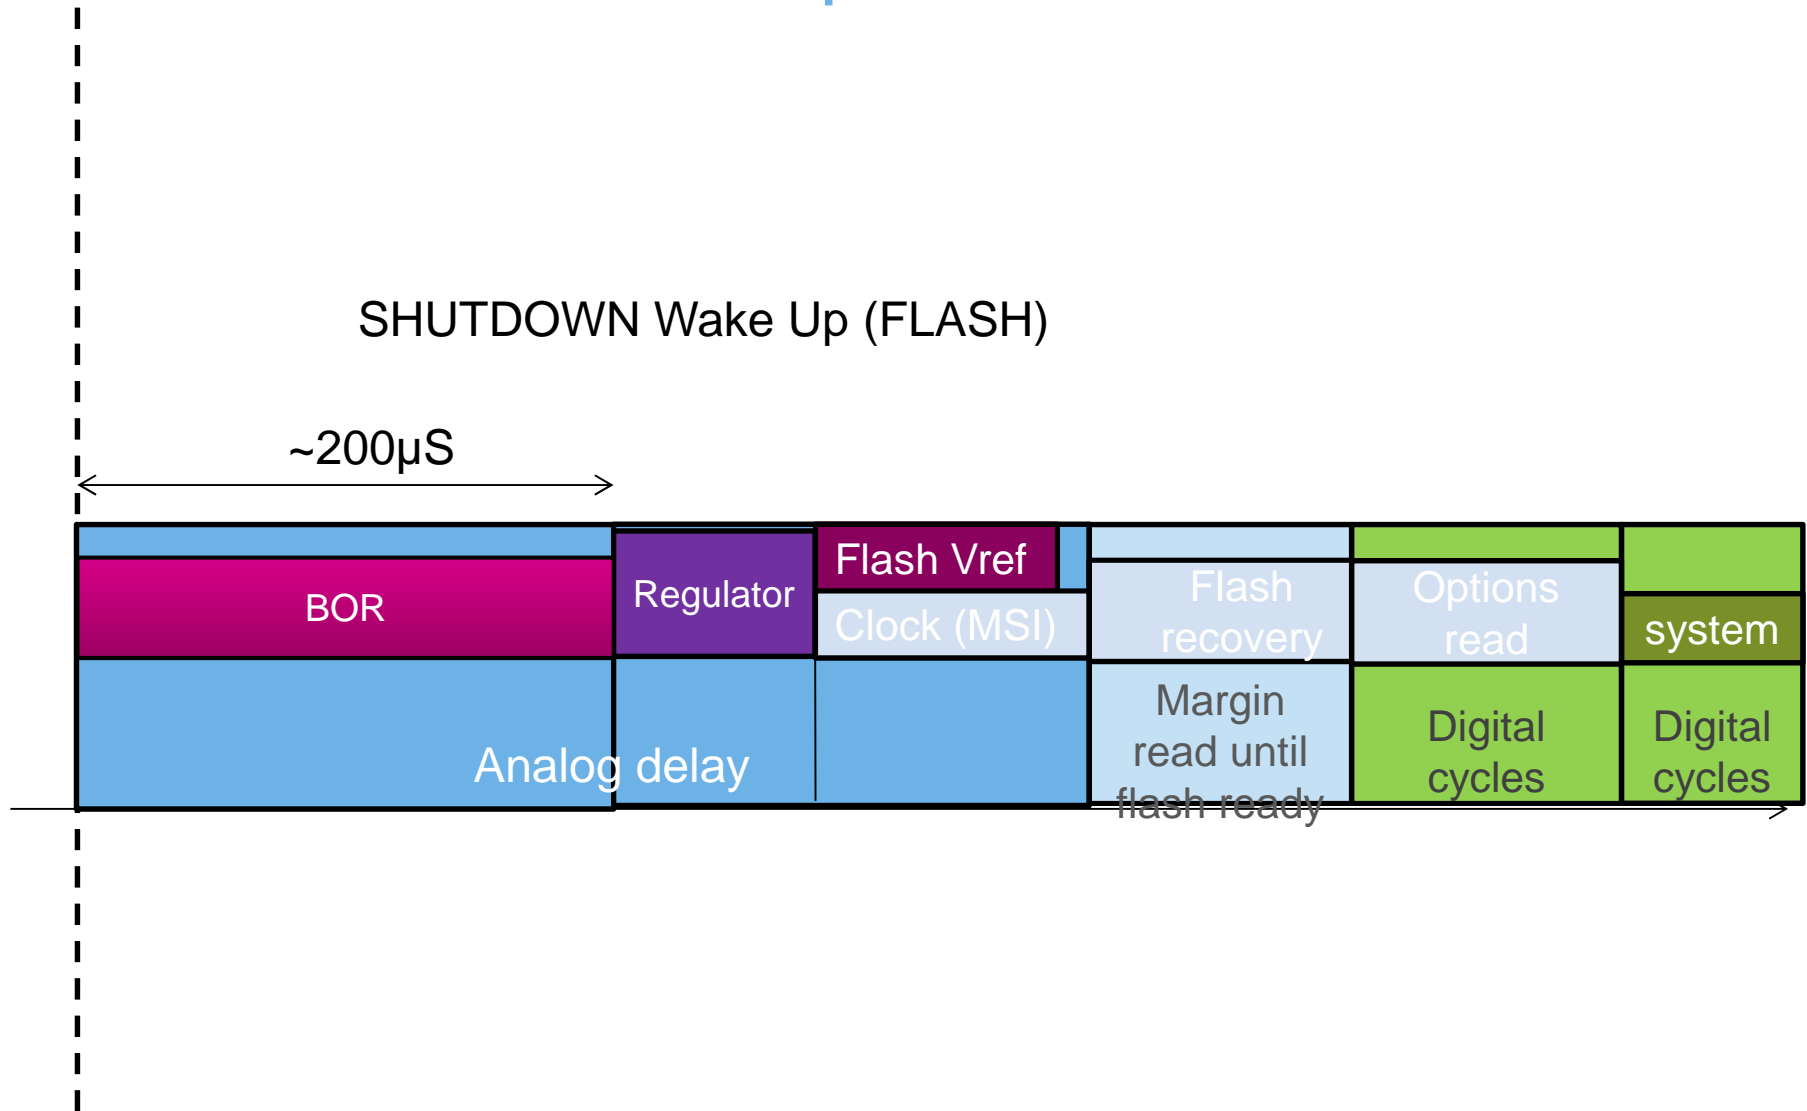 SHUTDOWN Wake Up (FLASH)
~200µS
BOR
Regulator
Flash Vref
Clock (MSI)
Flash
recovery
Options
read
system
Analog delay
Margin
read until
flash ready
Digital
cycles
Digital
cycles